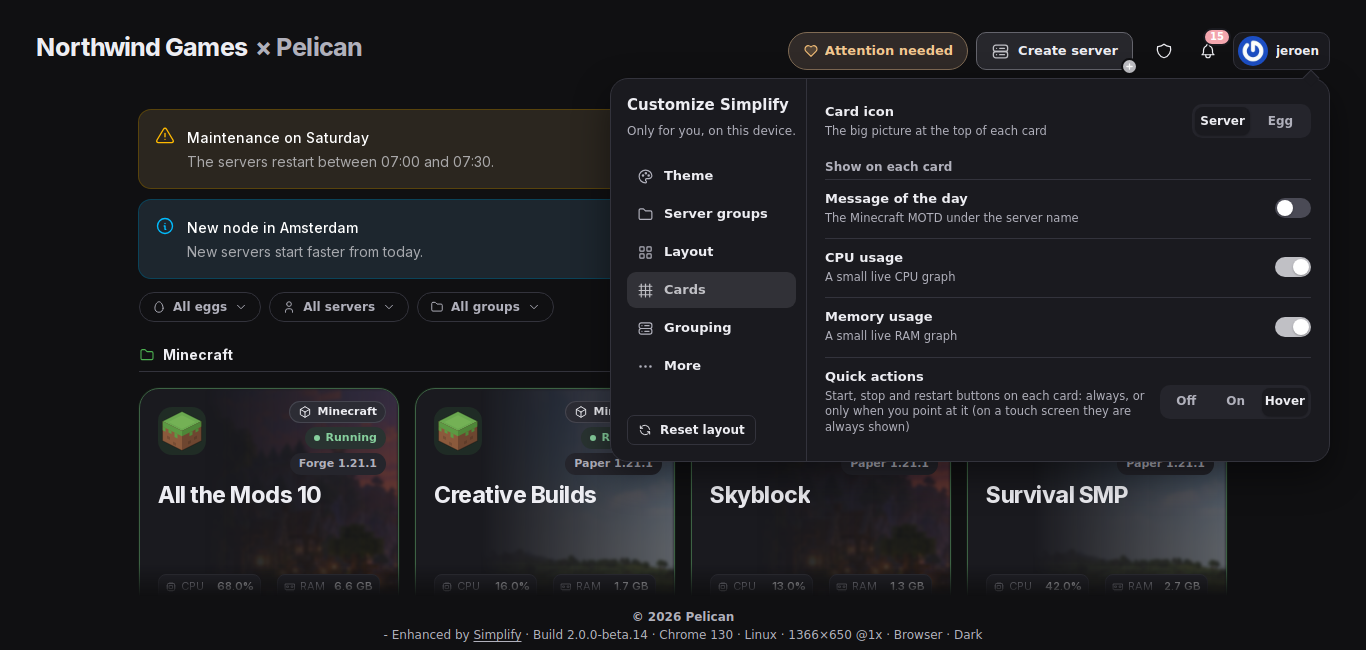 Northwind Games × Pelican
Attention needed
Create server
15
jeroen
Maintenance on Saturday
The servers restart between 07:00 and 07:30.
New node in Amsterdam
New servers start faster from today.
All eggs
All servers
All groups
Minecraft
Customize Simplify
Only for you, on this device.
Theme
Server groups
Layout
Cards
Grouping
More
Reset layout
Card icon
The big picture at the top of each card
Server
Egg
Show on each card
Message of the day
The Minecraft MOTD under the server name
CPU usage
A small live CPU graph
Memory usage
A small live RAM graph
Quick actions
Start, stop and restart buttons on each card: always, or
only when you point at it (on a touch screen they are
always shown)
Off
On
Hover
Minecraft
Running
Forge 1.21.1
All the Mods 10
CPU 68.0%
RAM 6.6 GB
Paper 1.21.1
Creative Builds
CPU 16.0%
RAM 1.7 GB
Paper 1.21.1
Skyblock
CPU 13.0%
RAM 1.3 GB
Paper 1.21.1
Survival SMP
CPU 42.0%
RAM 2.7 GB
© 2026 Pelican
- Enhanced by Simplify · Build 2.0.0-beta.14 · Chrome 130 · Linux · 1366×650 @1x · Browser · Dark